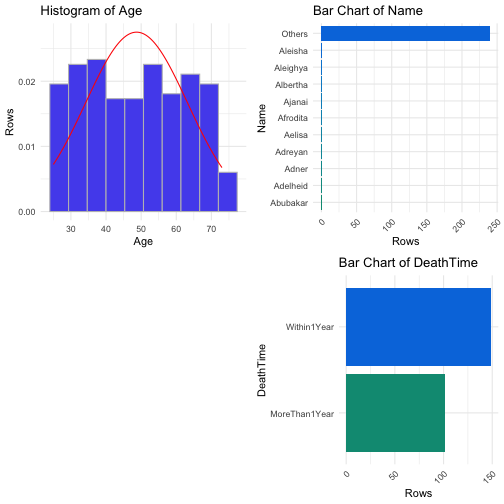 Histogram of Age
Rows
0.02
0.01
0.00
30 40 50 60 70
Age
Bar Chart of Name
Name
Others
Aleisha
Aleighya
Albertha
Ajanai
Afrodita
Aelisa
Adreyan
Adner
Adelheid
Abubakar
0 50 100 150 200 250
Rows
Bar Chart of DeathTime
DeathTime
Within1Year
MoreThan1Year
0 50 100 150
Rows